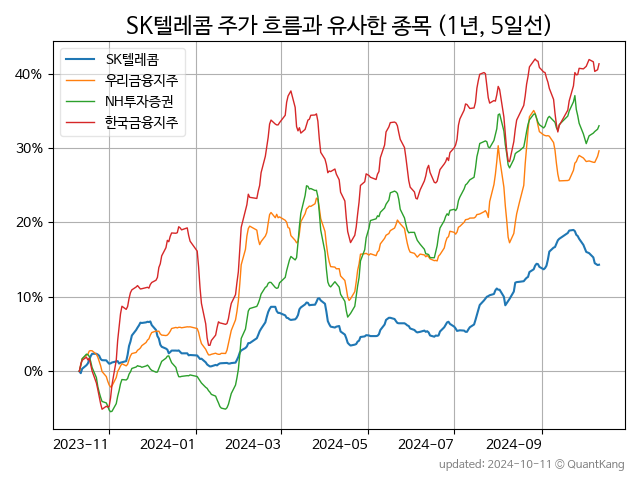 SK텔레콤 주가 흐름과 유사한 종목 (1년, 5일선)
SK텔레콤
우리금융지주
NH투자증권
한국금융지주
40%
30%
20%
10%
0%
2023-11 2024-01 2024-03 2024-05 2024-07 2024-09
updated: 2024-10-11 © QuantKang